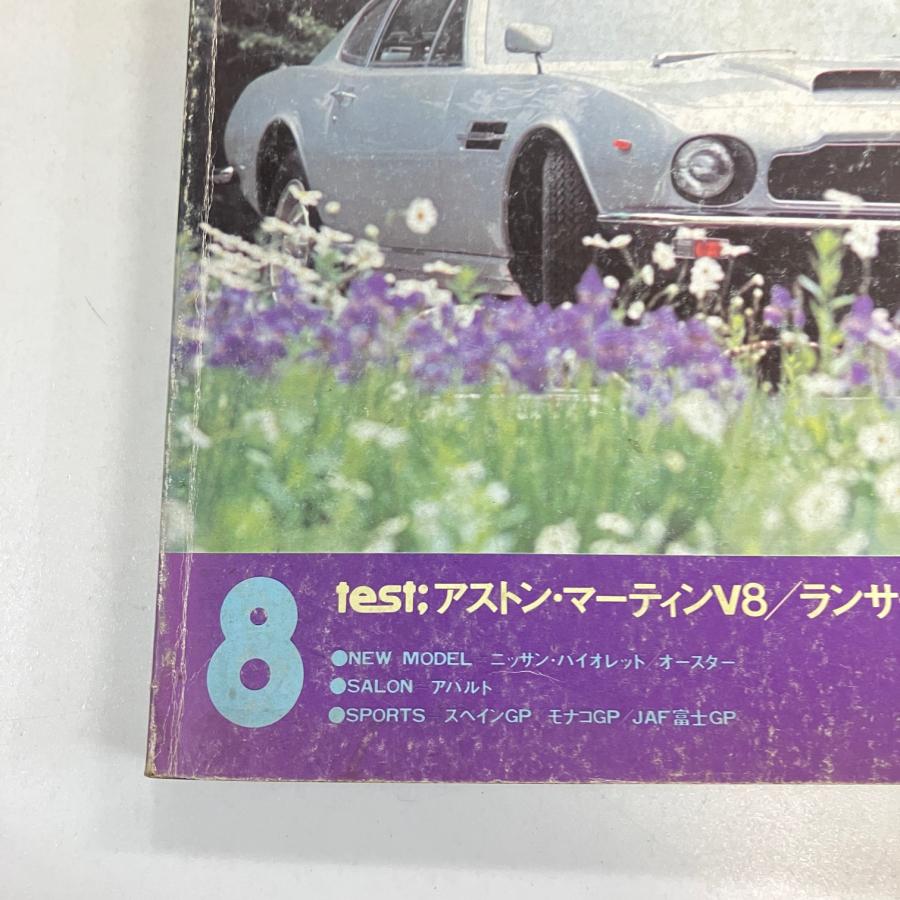 8
test;アストン・マーティンV8/ランサ
●NEW MODEL ニッサン・バイオレット/オースター
●SALON アバルト
●SPORTS スペインGP モナコGP/JAF富士GP